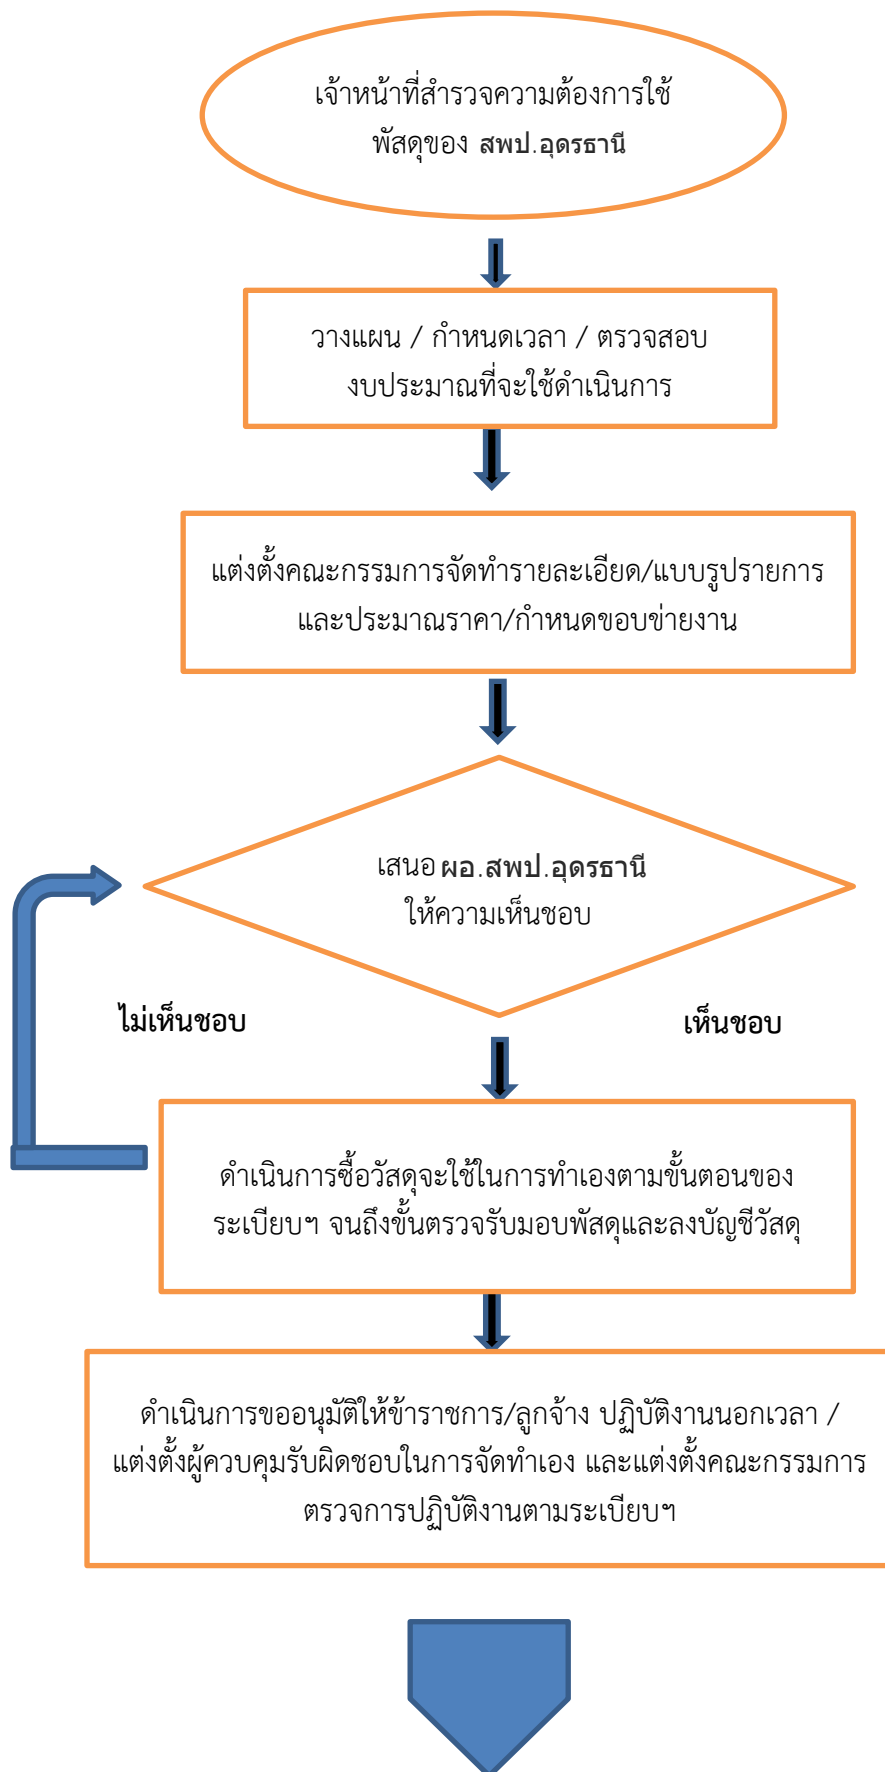 เจ้าหน้าที่สำรวจความต้องการใช้
พัสดุของ สพป.อุดรธานี
วางแผน / กำหนดเวลา / ตรวจสอบ
งบประมาณที่จะใช้ดำเนินการ
แต่งตั้งคณะกรรมการจัดทำรายละเอียด/แบบรูปรายการ
และประมาณราคา/กำหนดขอบข่ายงาน
เสนอ ผอ.สพป.อุดรธานี
ให้ความเห็นชอบ
ไม่เห็นชอบ
เห็นชอบ
ดำเนินการซื้อวัสดุจะใช้ในการทำเองตามขั้นตอนของ
ระเบียบฯ จนถึงขั้นตรวจรับมอบพัสดุและลงบัญชีวัสดุ
ดำเนินการขออนุมัติให้ข้าราชการ/ลูกจ้าง ปฏิบัติงานนอกเวลา /
แต่งตั้งผู้ควบคุมรับผิดชอบในการจัดทำเอง และแต่งตั้งคณะกรรมการ
ตรวจการปฏิบัติงานตามระเบียบฯ